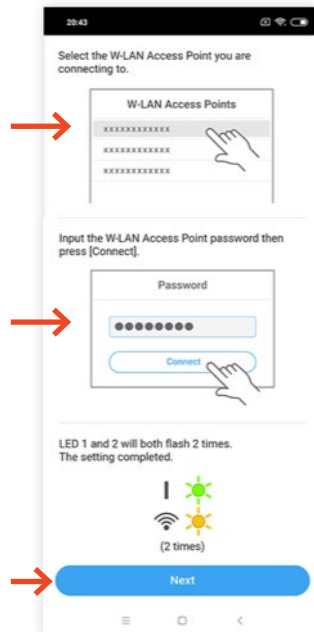 20:43
Select the W-LAN Access Point you are
connecting to.
W-LAN Access Points
xxxxxxxxxxxx
xxxxxxxxxxxx
xxxxxxxxxxxx
Input the W-LAN Access Point password then
press [Connect].
Password
●●●●●●●●
Connect
LED 1 and 2 will both flash 2 times.
The setting completed.
(2 times)
Next